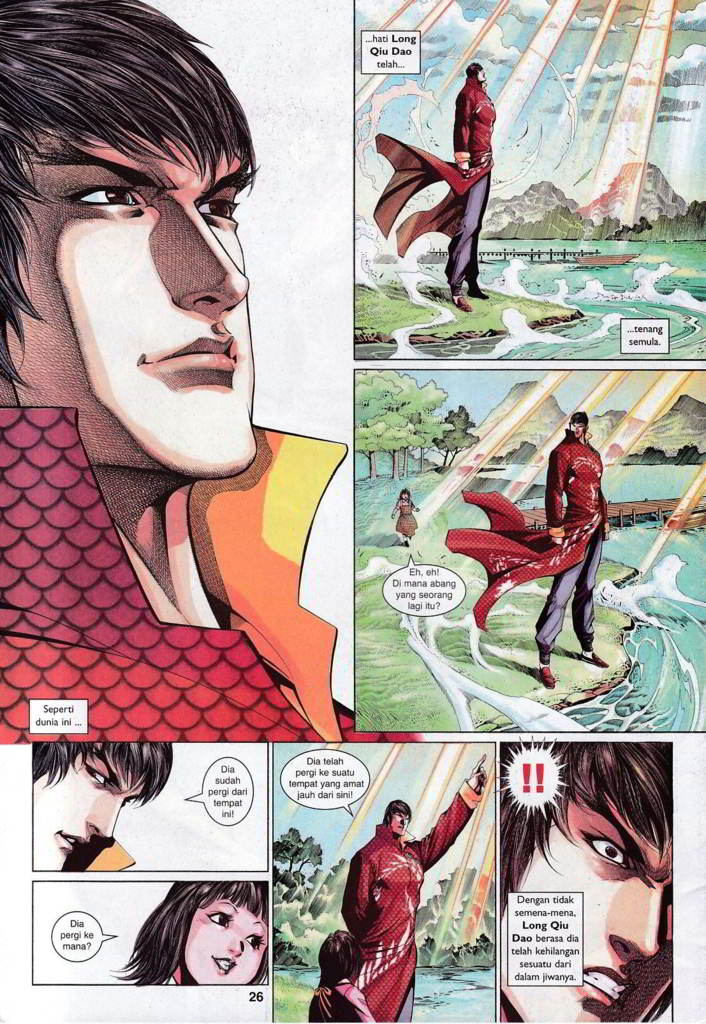 Seperti
dunia ini ...
...hati Long
Qiu Dao
telah...
...tenang
semula.
Eh, eh!
Di mana abang
yang seorang
lagi itu?
Dia
sudah
pergi dari
tempat
ini!
Dia
pergi ke
mana?
Dia telah
pergi ke suatu
tempat yang amat
jauh dari sini!
!!
Dengan tidak
semena-mena,
Long Qiu
Dao berasa dia
telah kehilangan
sesuatu dari
dalam jiwanya.
26